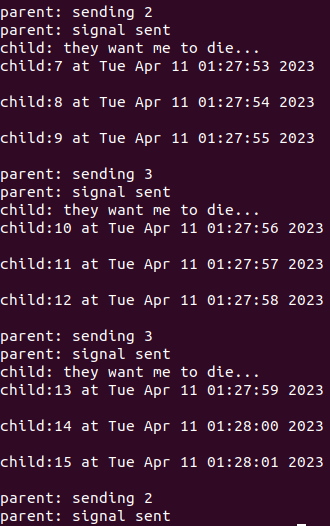 parent: sending 2
parent: signal sent
child: they want me to die...
child:7 at Tue Apr 11 01:27:53 2023
child:8 at Tue Apr 11 01:27:54 2023
child:9 at Tue Apr 11 01:27:55 2023
parent: sending 3
parent: signal sent
child: they want me to die...
child:10 at Tue Apr 11 01:27:56 2023
child:11 at Tue Apr 11 01:27:57 2023
child:12 at Tue Apr 11 01:27:58 2023
parent: sending 3
parent: signal sent
child: they want me to die...
child:13 at Tue Apr 11 01:27:59 2023
child:14 at Tue Apr 11 01:28:00 2023
child:15 at Tue Apr 11 01:28:01 2023
parent: sending 2
parent: signal sent